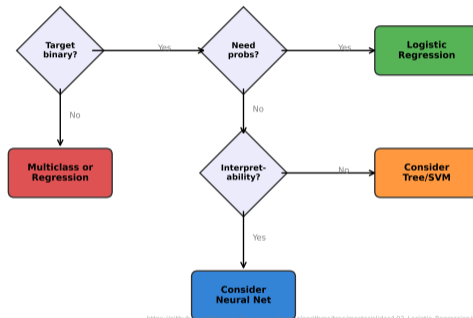 Target
binary?
Yes
Need
probs?
Yes
Logistic
Regression
No
No
Multiclass or
Regression
Interpret-
ability?
No
Consider
Tree/SVM
Yes
Consider
Neural Net